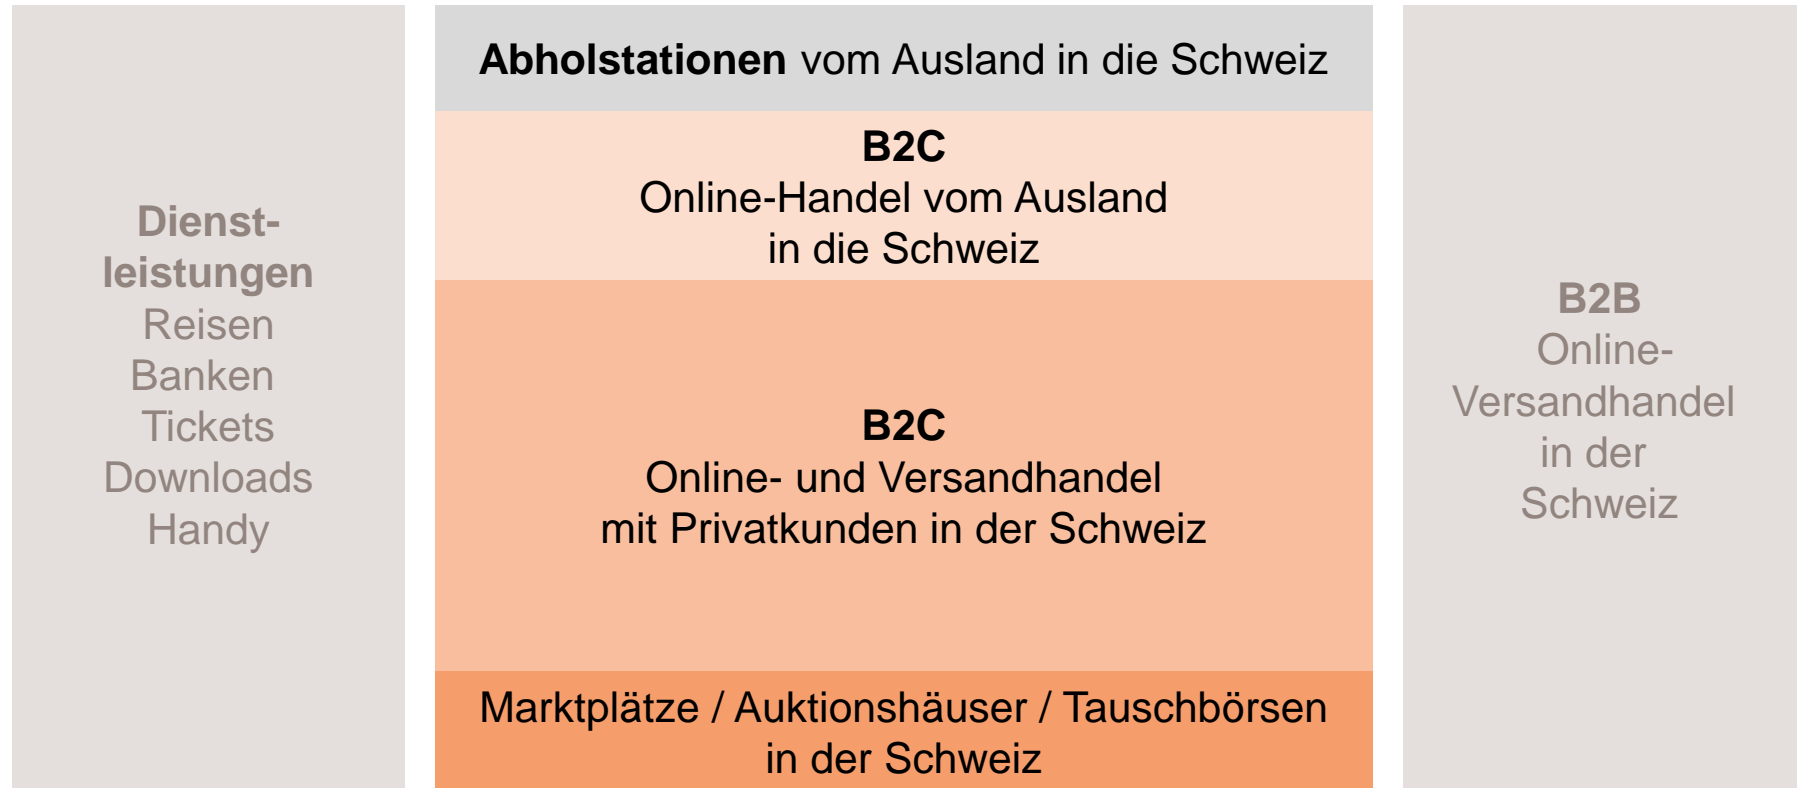 Dienst-
leistungen
Reisen
Banken
Tickets
Downloads
Handy
Abholstationen vom Ausland in die Schweiz
B2C
Online-Handel vom Ausland
in die Schweiz
B2C
Online- und Versandhandel
mit Privatkunden in der Schweiz
Marktplätze / Auktionshäuser / Tauschbörsen
in der Schweiz
B2B
Online-
Versandhandel
in der
Schweiz